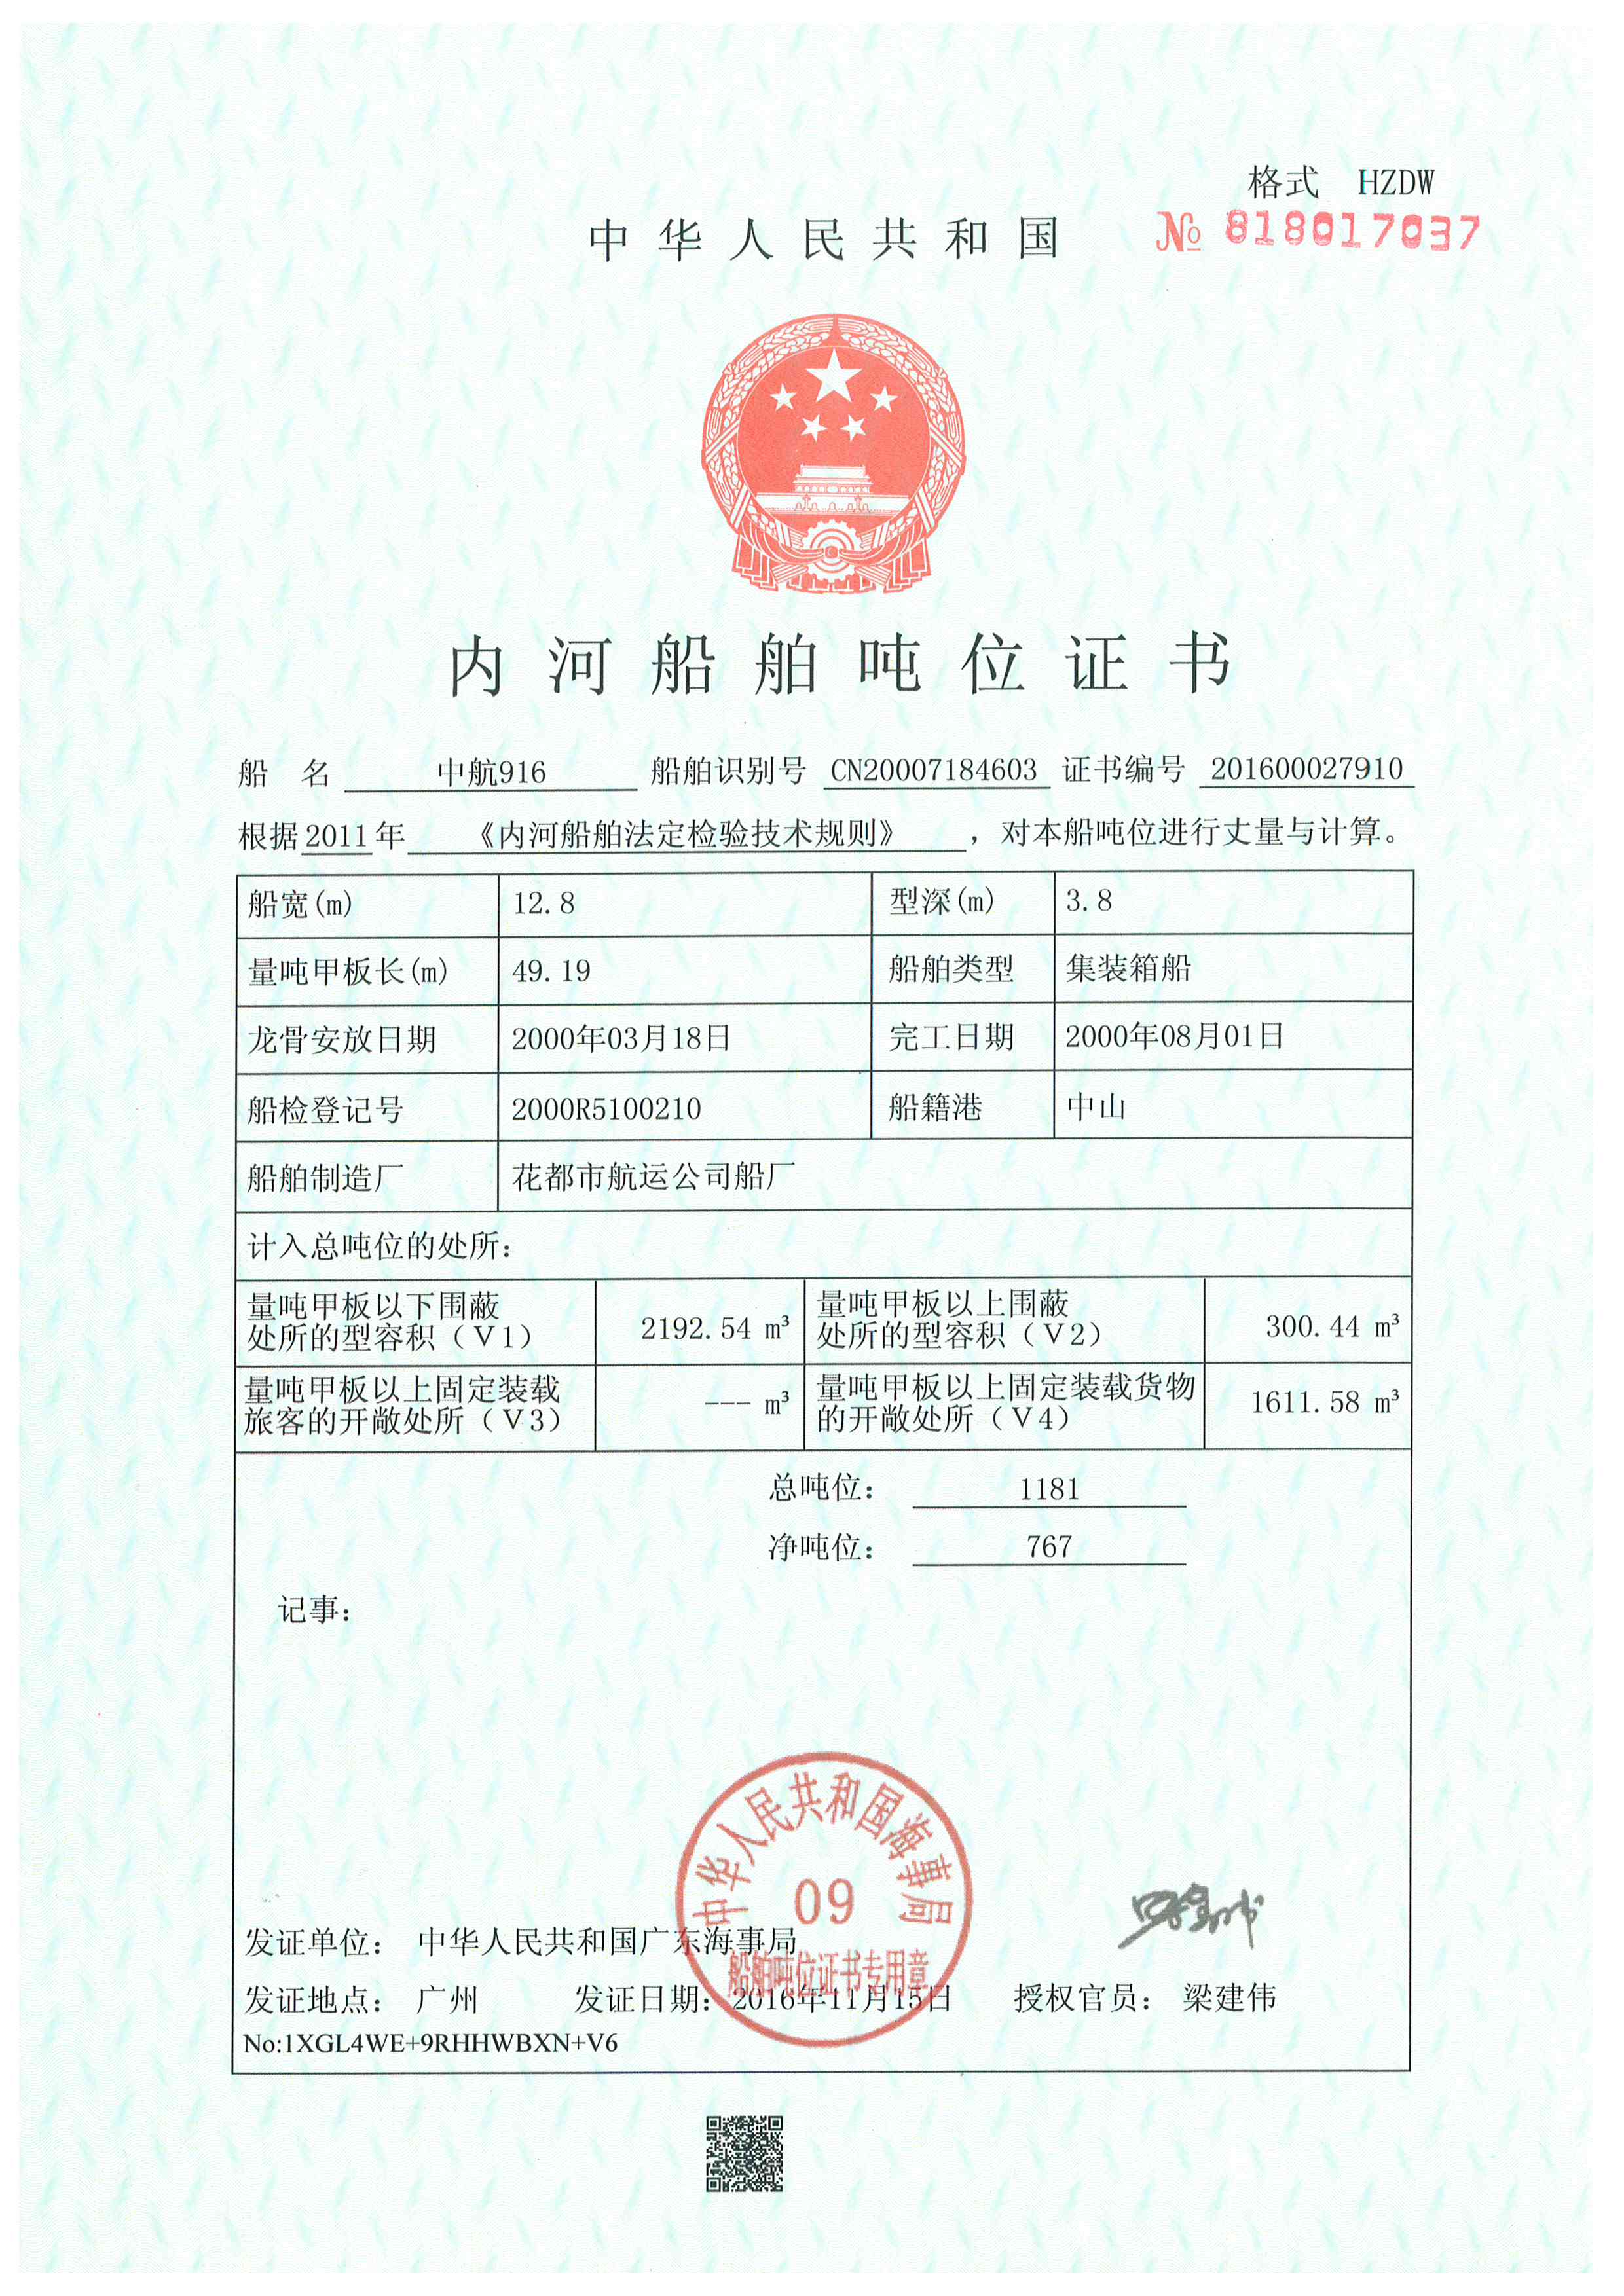 格式 HZDW
中华人民共和国
№ 818017037
内河船舶吨位证书
船 名 中航916 船舶识别号 CN20007184603 证书编号 201600027910
根据2011年 《内河船舶法定检验技术规则》 ，对本船吨位进行丈量与计算。
船宽(m) 12.8 型深(m) 3.8
量吨甲板长(m) 49.19 船舶类型 集装箱船
龙骨安放日期 2000年03月18日 完工日期 2000年08月01日
船检登记号 2000R5100210 船籍港 中山
船舶制造厂 花都市航运公司船厂
计入总吨位的处所：
量吨甲板以下围蔽
处所的型容积（V1） 2192.54 m³
量吨甲板以上围蔽
处所的型容积（V2） 300.44 m³
量吨甲板以上固定装载
旅客的开敞处所（V3） --- m³
量吨甲板以上固定装载货物
的开敞处所（V4） 1611.58 m³
总吨位： 1181
净吨位： 767
记事：
中华人民共和国海事局
09
船舶吨位证书专用章
发证单位： 中华人民共和国广东海事局
发证地点： 广州 发证日期：2016年11月15日 授权官员： 梁建伟
No:1XGL4WE+9RHHWBXN+V6